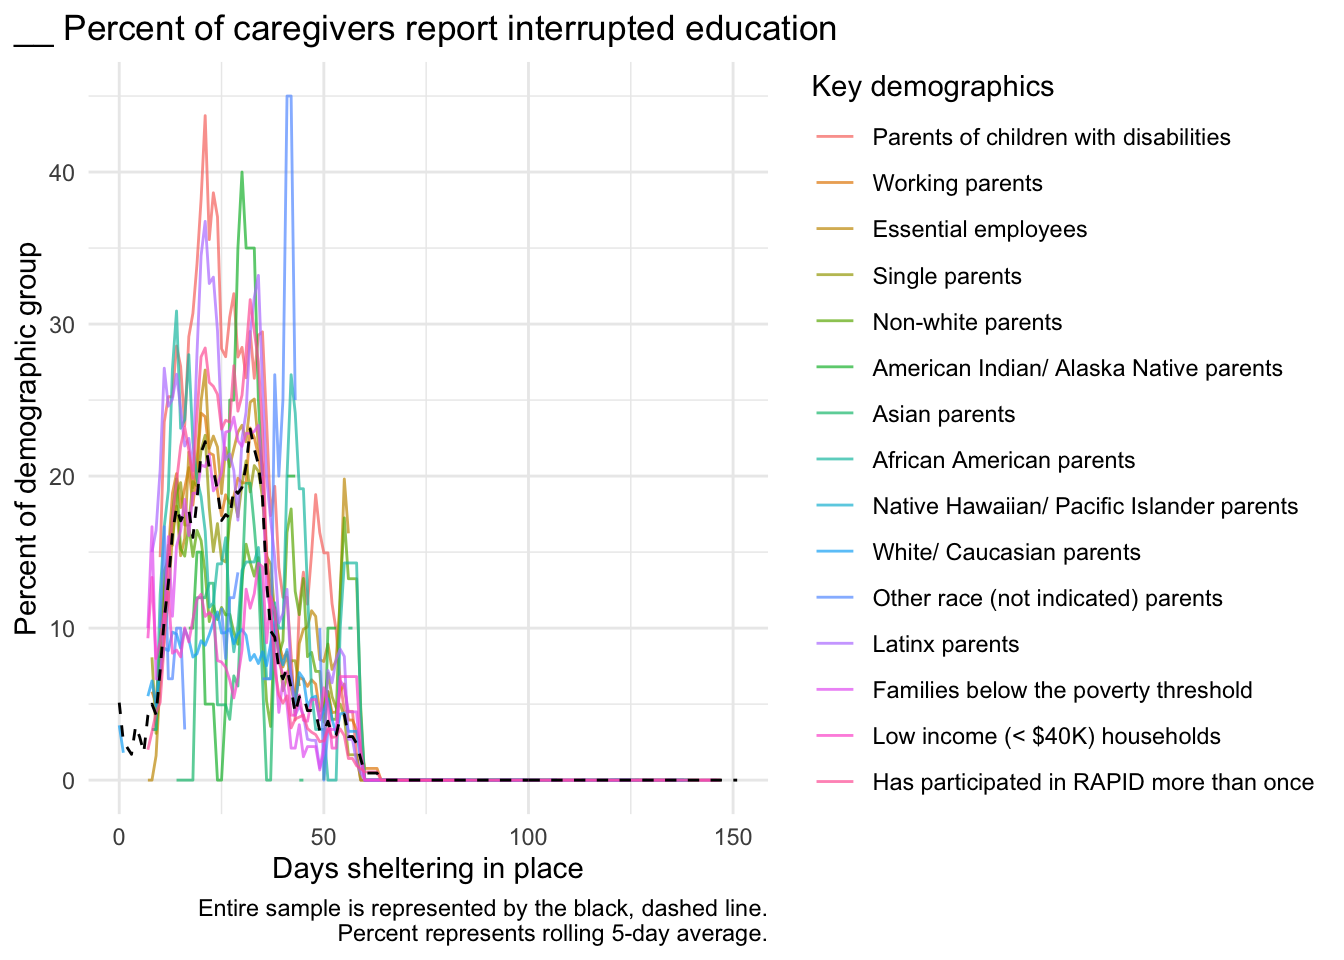 __ Percent of caregivers report interrupted education
Percent of demographic group
40
30
20
10
0
0
50
100
150
Days sheltering in place
Entire sample is represented by the black, dashed line.
Percent represents rolling 5-day average.
Key demographics
Parents of children with disabilities
Working parents
Essential employees
Single parents
Non-white parents
American Indian/ Alaska Native parents
Asian parents
African American parents
Native Hawaiian/ Pacific Islander parents
White/ Caucasian parents
Other race (not indicated) parents
Latinx parents
Families below the poverty threshold
Low income (< $40K) households
Has participated in RAPID more than once